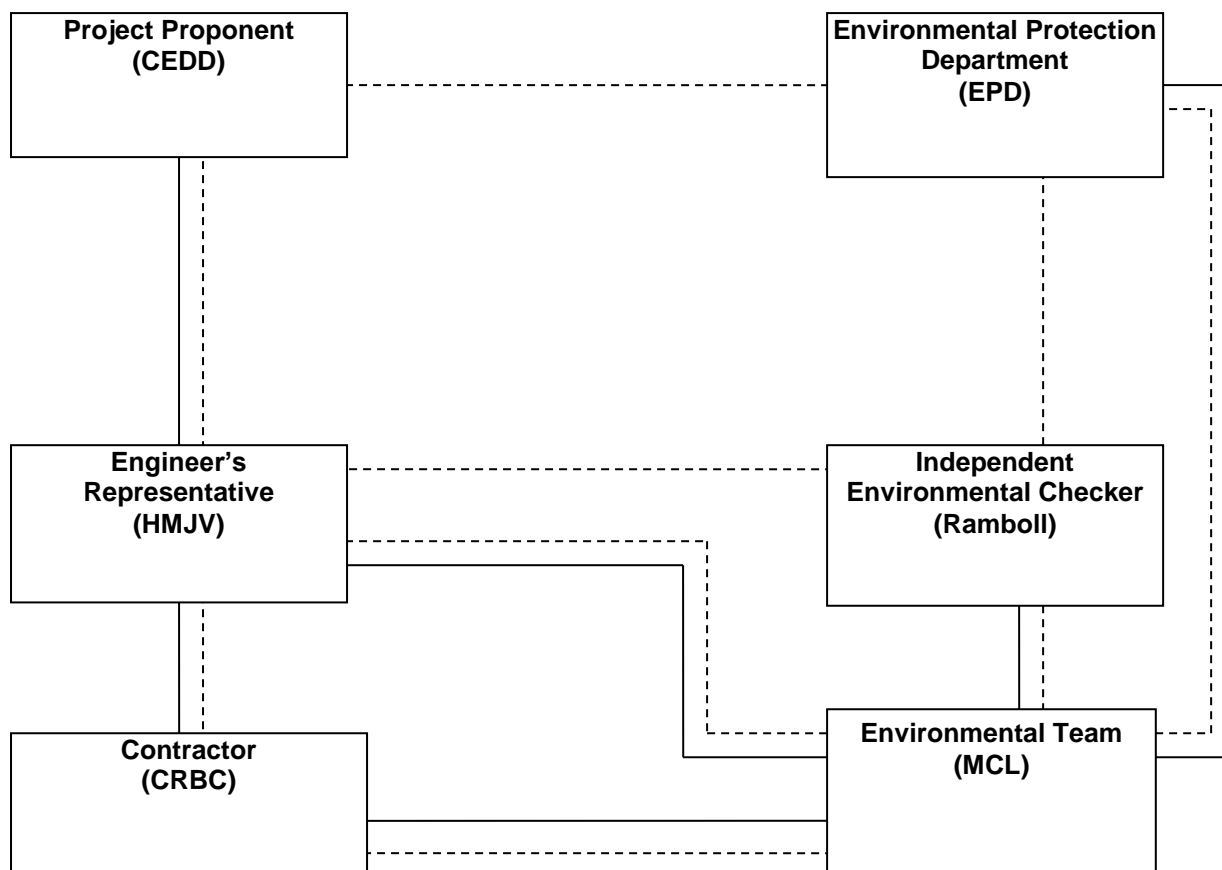 Project Proponent
(CEDD)
Environmental Protection
Department
(EPD)
Engineer’s
Representative
(HMJV)
Independent
Environmental Checker
(Ramboll)
Contractor
(CRBC)
Environmental Team
(MCL)